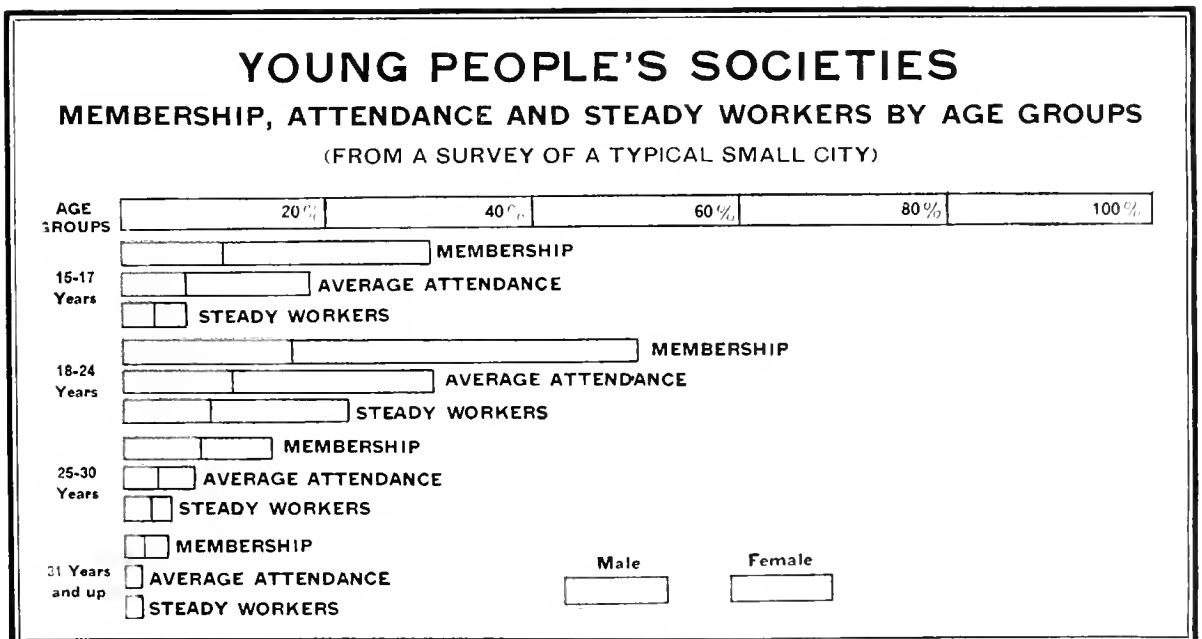 YOUNG PEOPLE'S SOCIETIES
MEMBERSHIP, ATTENDANCE AND STEADY WORKERS BY AGE GROUPS
(FROM A SURVEY OF A TYPICAL SMALL CITY)
AGE GROUPS
20% 40% 60% 80% 100%
MEMBERSHIP
15-17 Years
AVERAGE ATTENDANCE
STEADY WORKERS
MEMBERSHIP
18-24 Years
AVERAGE ATTENDANCE
STEADY WORKERS
MEMBERSHIP
25-30 Years
AVERAGE ATTENDANCE
STEADY WORKERS
MEMBERSHIP
31 Years and up
AVERAGE ATTENDANCE
STEADY WORKERS
Male
Female